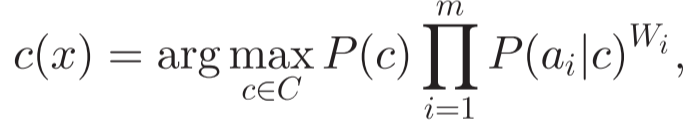 c(x) = arg max_{c∈C} P(c) ∏_{i=1}^{m} P(a_i|c)^{W_i},